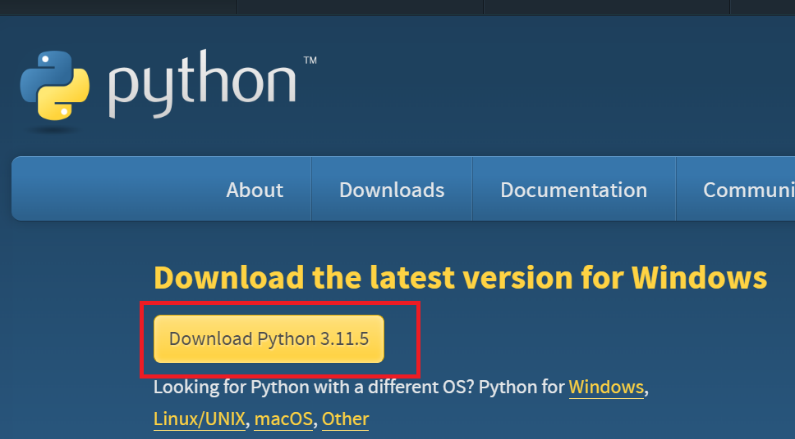 python™
About Downloads Documentation
Download the latest version for Windows
Download Python 3.11.5
Looking for Python with a different OS? Python for Windows,
Linux/UNIX, macOS, Other